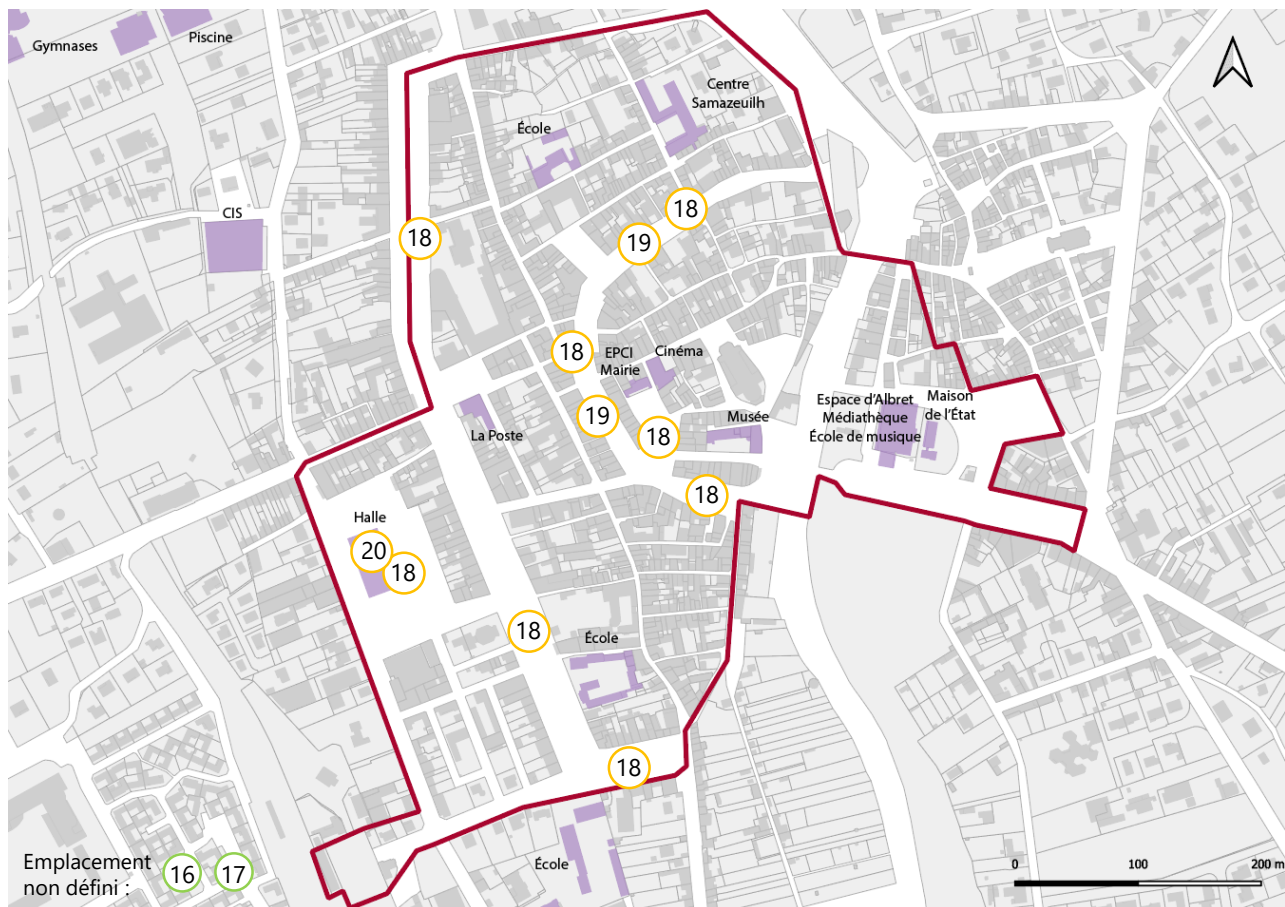 Gymnases
Piscine
Centre
Samazeuilh
École
CIS
18
18
19
18
EPCI
Mairie
Cinéma
19
La Poste
18
Musée
Espace d'Albret
Médiathèque
École de musique
Maison
de l'État
18
Halle
20
18
18
École
18
École
Emplacement
non défini :
16
17
0
100
200 m